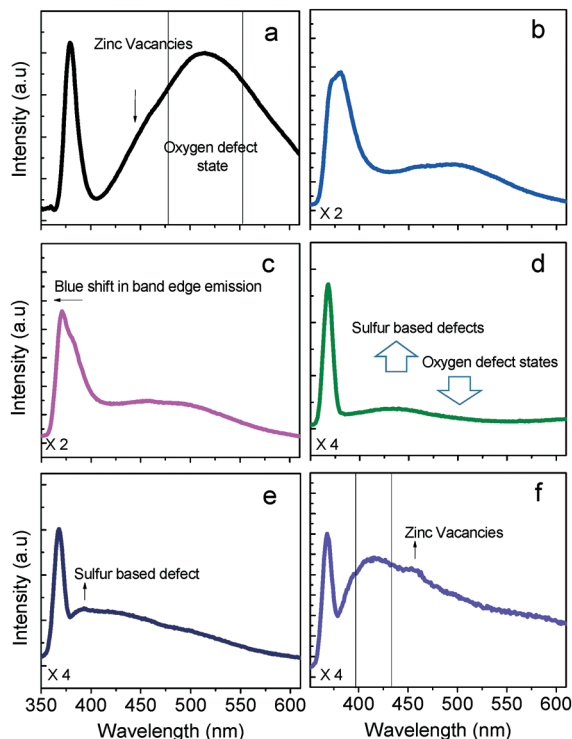 a
Zinc Vacancies
Oxygen defect
state
Intensity (a.u)
b
X 2
c
Blue shift in band edge emission
Intensity (a.u)
X 2
d
Sulfur based defects
Oxygen defect states
X 4
e
Sulfur based defect
Intensity (a.u)
X 4
350 400 450 500 550 600
Wavelength (nm)
f
Zinc Vacancies
X 4
400 450 500 550 600
Wavelength (nm)